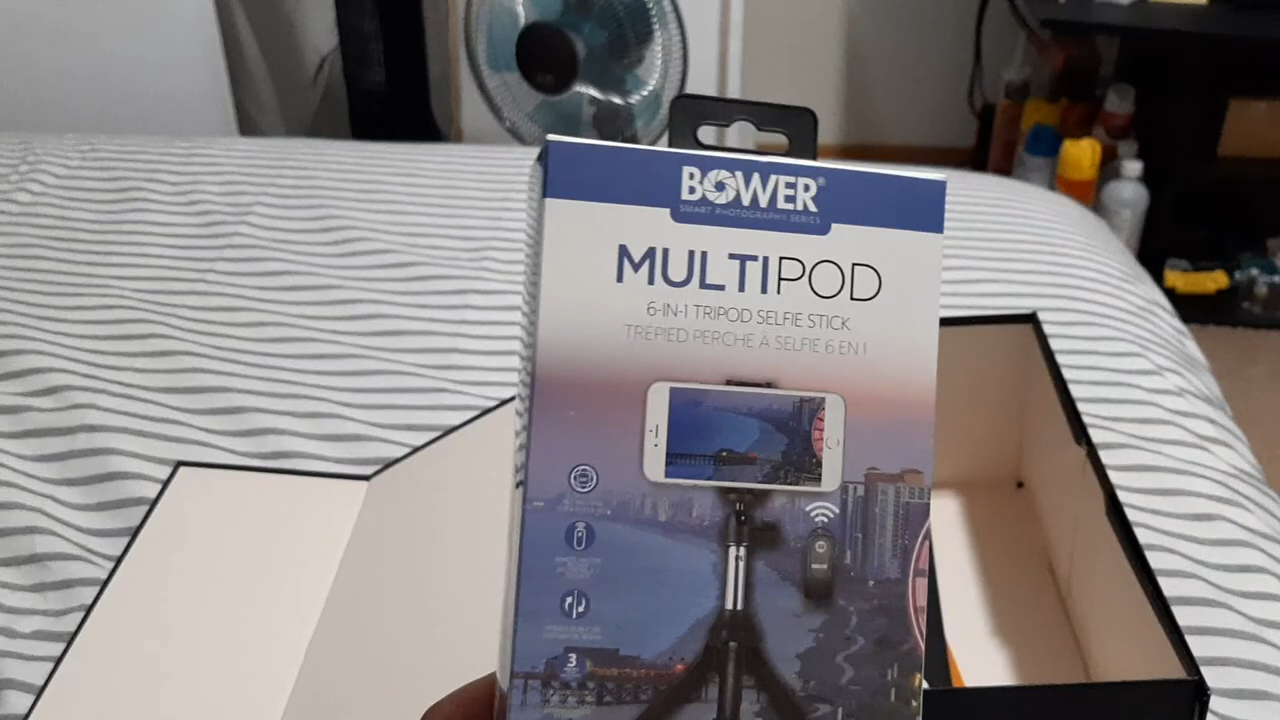 BOWER®
SMART PHOTOGRAPHY SERIES
MULTIPOD
6-IN-1 TRIPOD SELFIE STICK
TRÉPIED PERCHE À SELFIE 6 EN 1
3